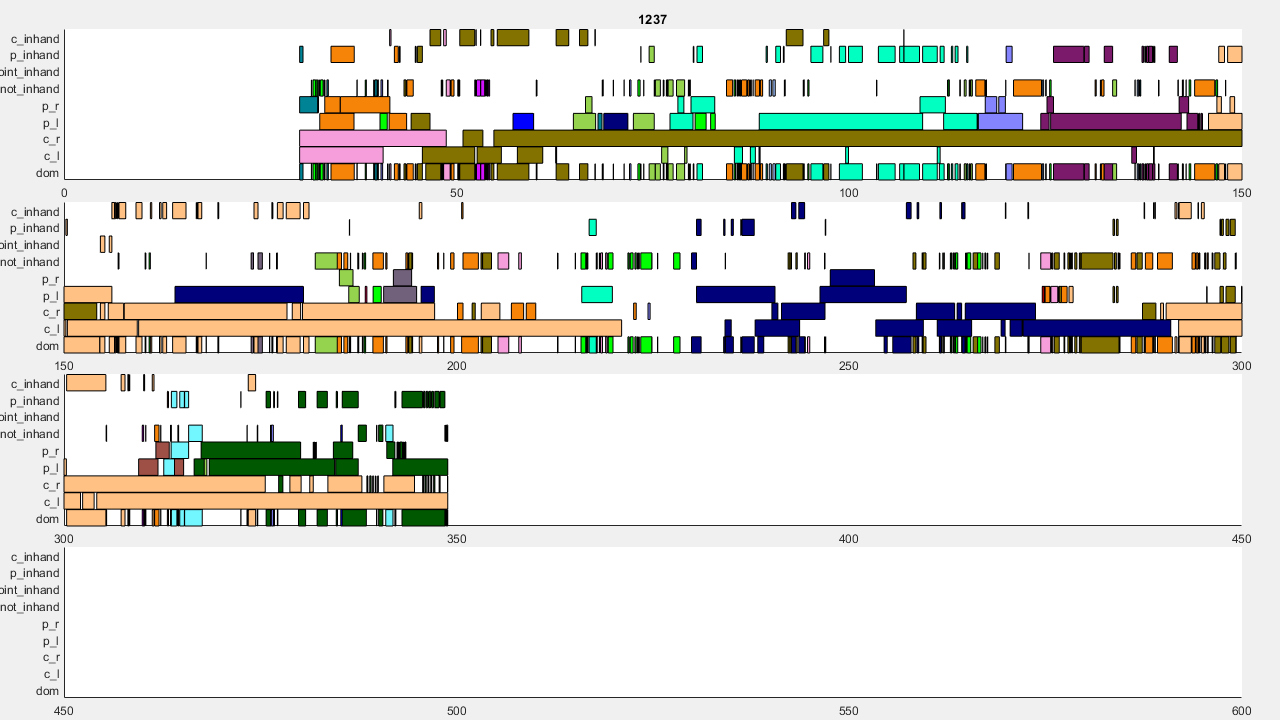 1237
c_inhand
p_inhand
oint_inhand
not_inhand
p_r
p_l
c_r
c_l
dom
0 50 100 150
c_inhand
p_inhand
oint_inhand
not_inhand
p_r
p_l
c_r
c_l
dom
150 200 250 300
c_inhand
p_inhand
oint_inhand
not_inhand
p_r
p_l
c_r
c_l
dom
300 350 400 450
c_inhand
p_inhand
oint_inhand
not_inhand
p_r
p_l
c_r
c_l
dom
450 500 550 600